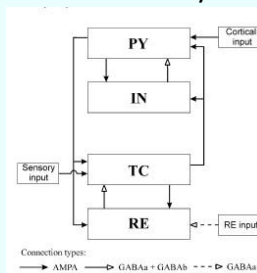 PY
Cortical
input
IN
Sensory
input
TC
RE
RE input
Connection types:
AMPA GABAa + GABAb GABAa